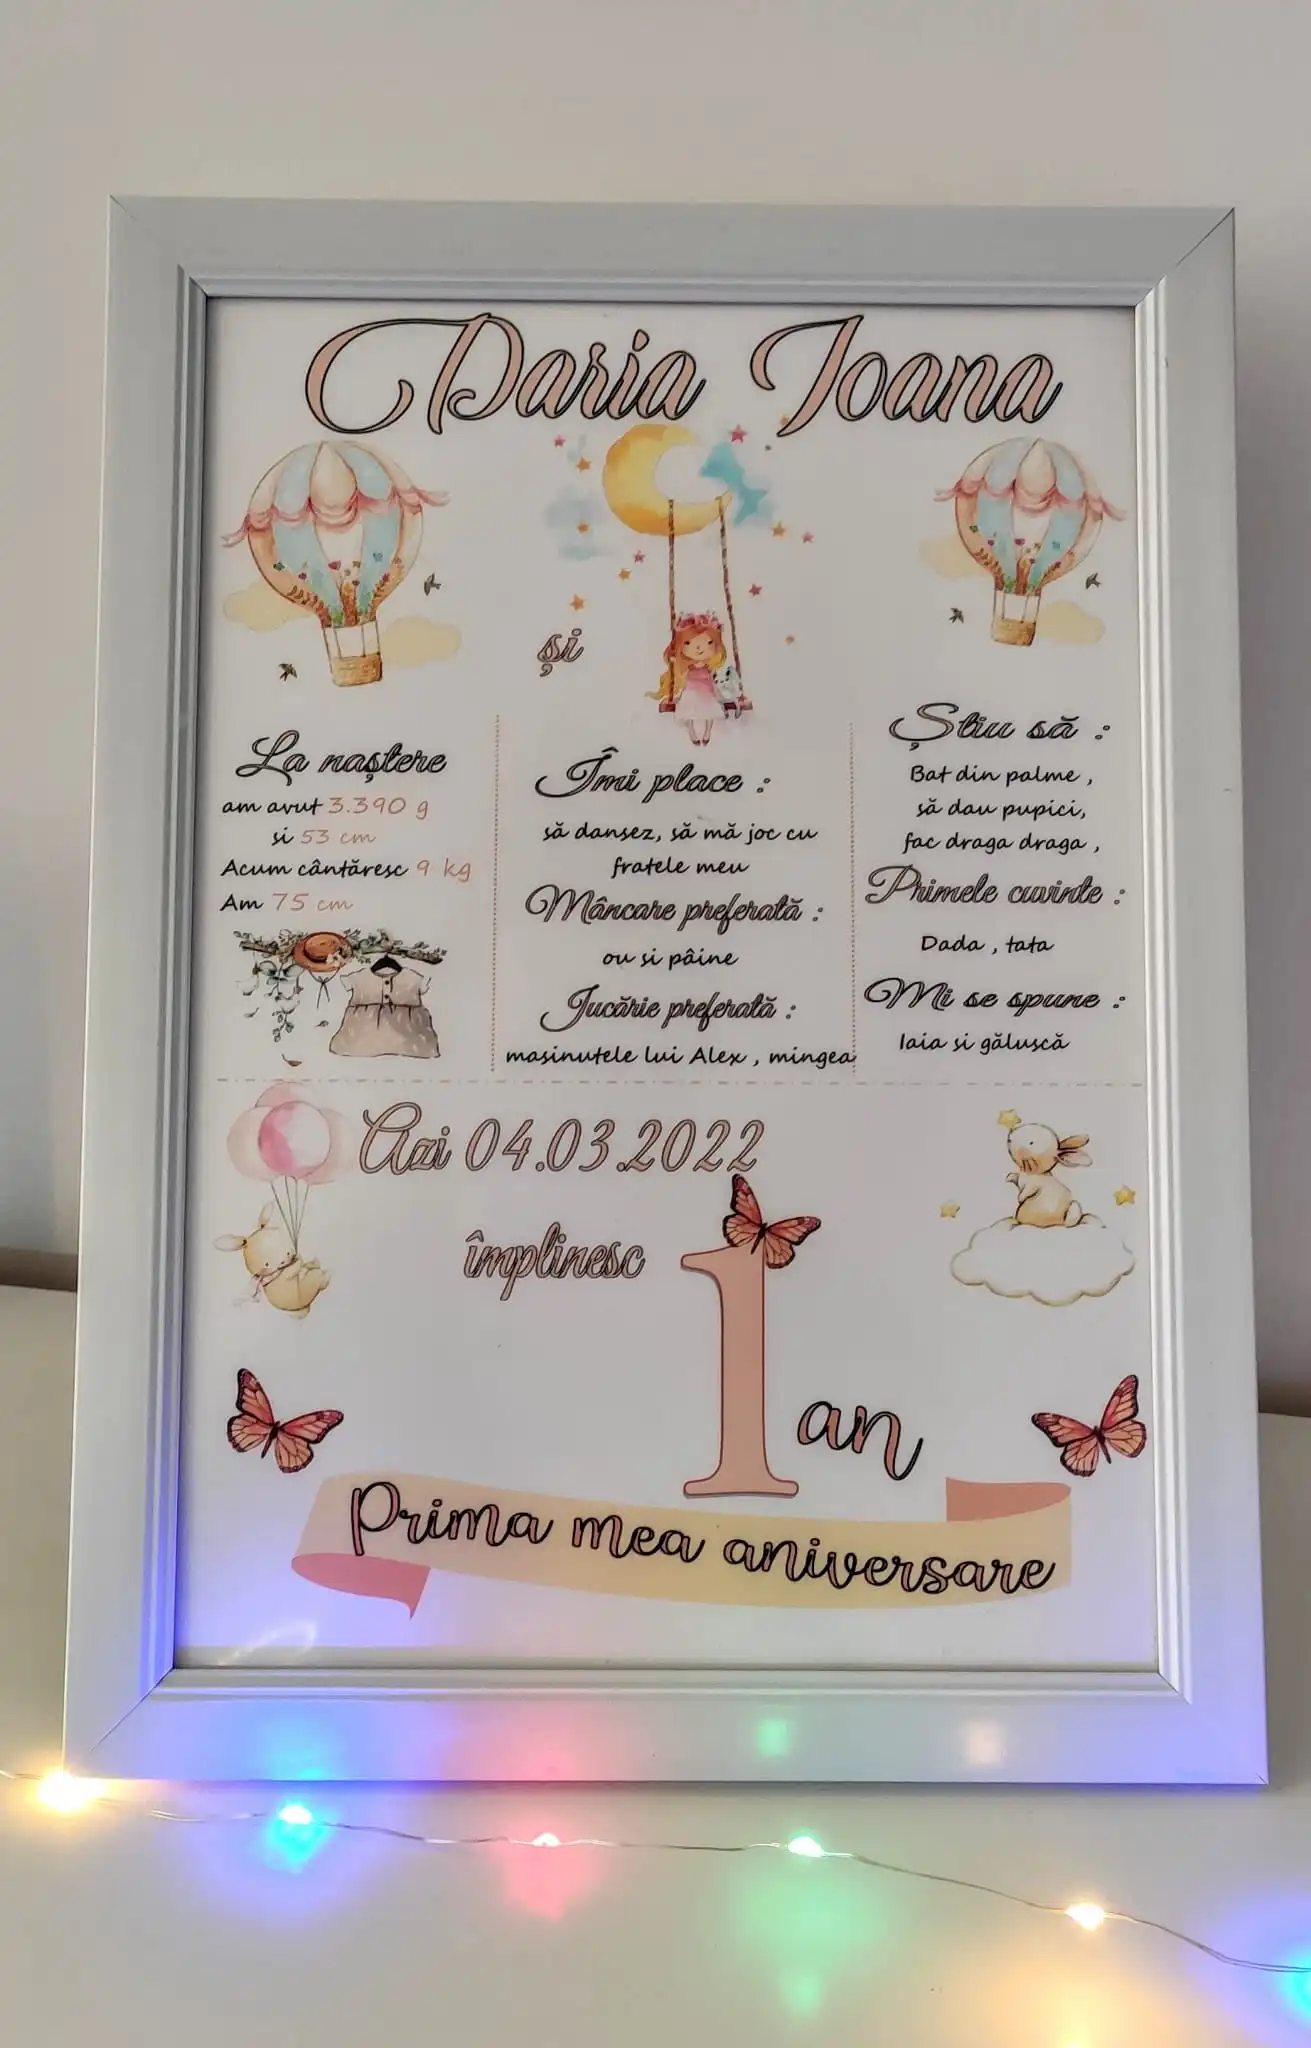 Daria Ioana
și
La naștere
am avut 3.390 g
si 53 cm
Acum cântăresc 9 kg
Am 75 cm
Îmi place :
să dansez, să mă joc cu
fratele meu
Mâncare preferată :
ou si pâine
Jucărie preferată :
masinutele lui Alex , mingea
Știu să :
Bat din palme ,
să dau pupici,
fac draga draga ,
Primele cuvinte :
Dada , tata
Mi se spune :
Iaia si găluscă
Azi 04.03.2022
împlinesc
1 an
Prima mea aniversare